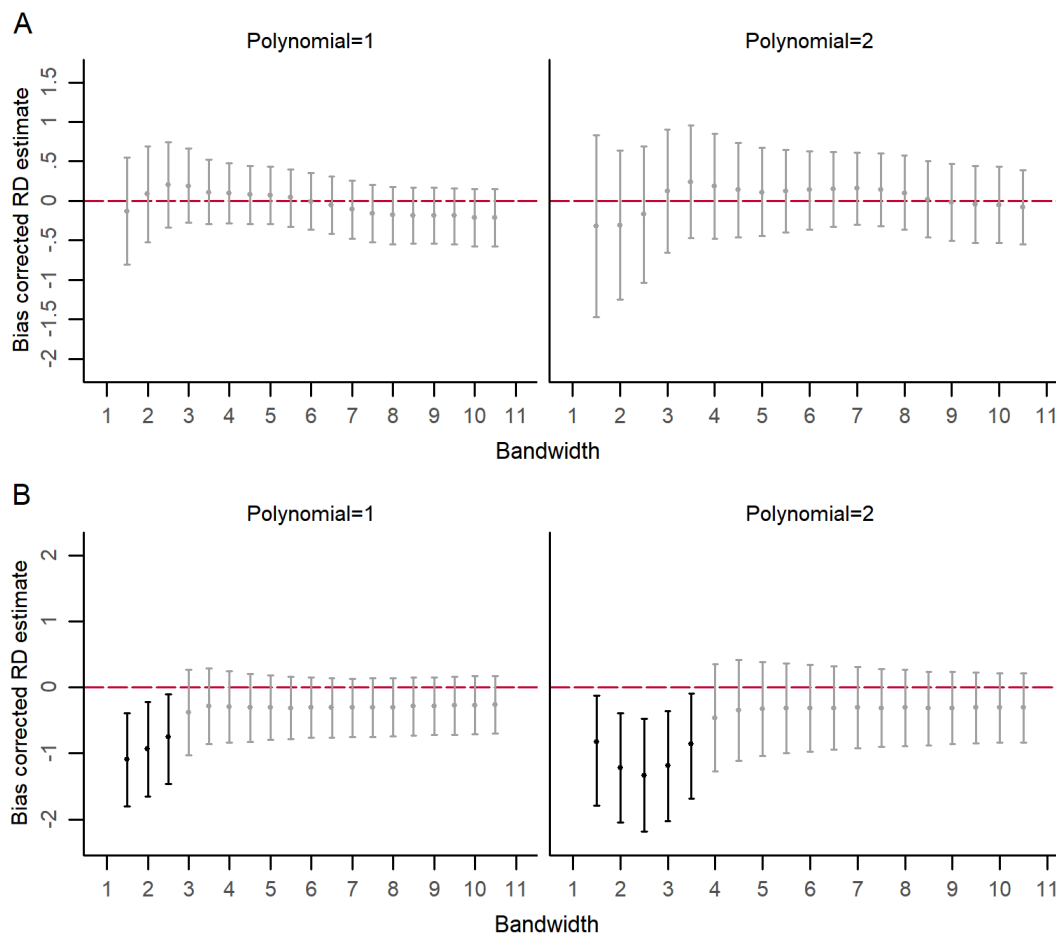 A
Polynomial=1
Polynomial=2
Bias corrected RD estimate
1.5
1
.5
0
-.5
-1
-1.5
-2
1 2 3 4 5 6 7 8 9 10 11
1 2 3 4 5 6 7 8 9 10 11
Bandwidth
B
Polynomial=1
Polynomial=2
Bias corrected RD estimate
2
1
0
-1
-2
1 2 3 4 5 6 7 8 9 10 11
1 2 3 4 5 6 7 8 9 10 11
Bandwidth